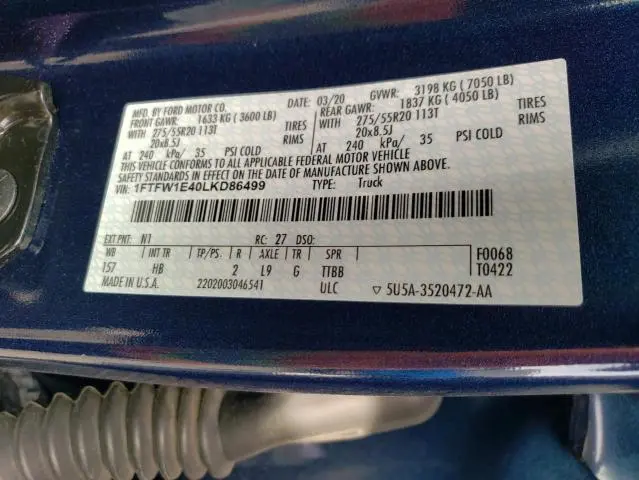 MFD. BY FORD MOTOR CO. DATE: 03/20 GVWR: 3198 KG ( 7050 LB)
FRONT GAWR: 1633 KG ( 3600 LB) REAR GAWR: 1837 KG ( 4050 LB)
WITH 275/55R20 113T TIRES WITH 275/55R20 113T TIRES
20x8.5J RIMS 20x8.5J RIMS
AT 240 kPa/ 35 PSI COLD AT 240 kPa/ 35 PSI COLD
THIS VEHICLE CONFORMS TO ALL APPLICABLE FEDERAL MOTOR VEHICLE
SAFETY STANDARDS IN EFFECT ON THE DATE OF MANUFACTURE SHOWN ABOVE.
VIN: 1FTFW1E40LKD86499 TYPE: Truck
EXT PNT: N1 RC: 27 DSO: F0068
WB INT TR TP/PS R AXLE TR SPR T0422
157 HB 2 L9 G TTBB
MADE IN U.S.A. 2202003046541 ULC ▽ 5U5A-3520472-AA